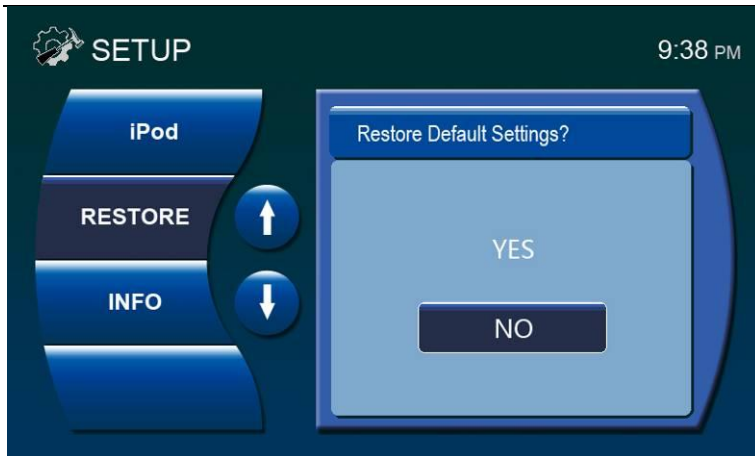 SETUP
9:38 PM
iPod
RESTORE
INFO
Restore Default Settings?
YES
NO